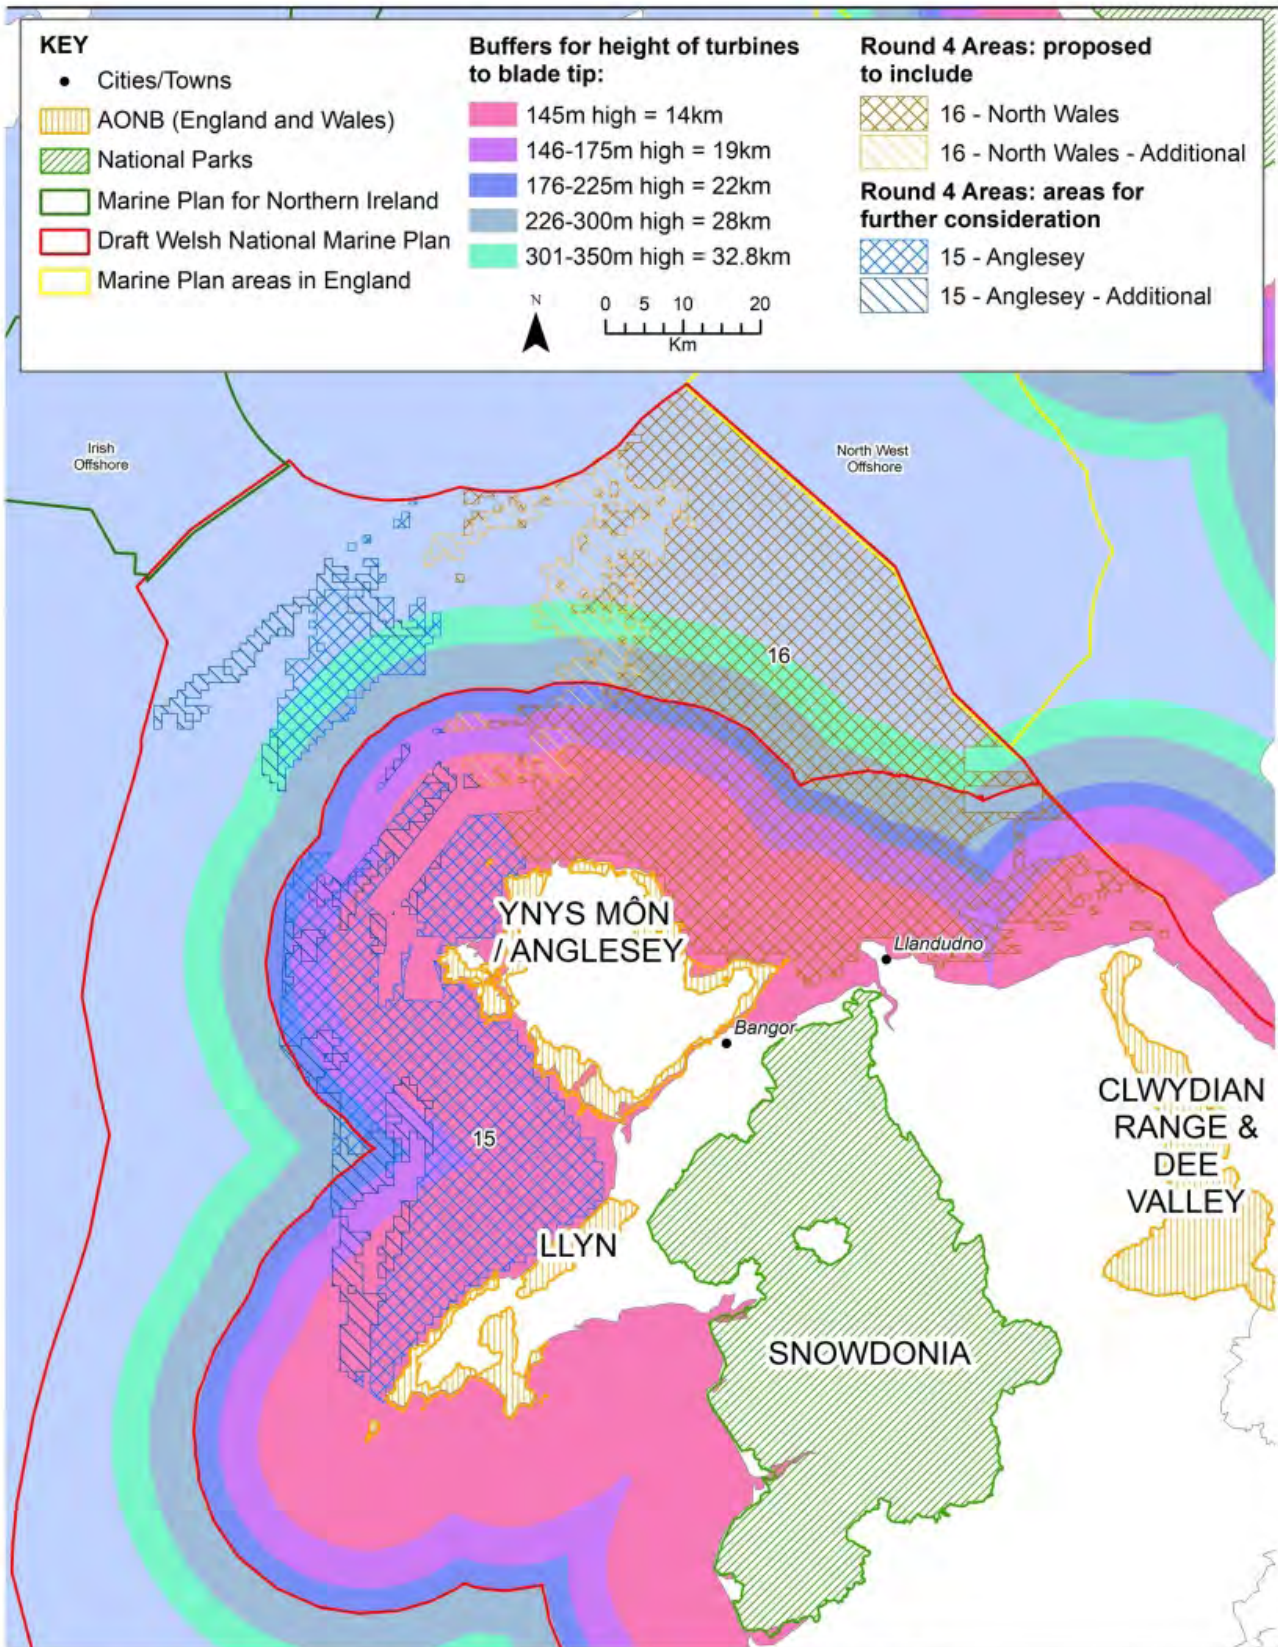 KEY
Cities/Towns
AONB (England and Wales)
National Parks
Marine Plan for Northern Ireland
Draft Welsh National Marine Plan
Marine Plan areas in England
Buffers for height of turbines
to blade tip:
145m high = 14km
146-175m high = 19km
176-225m high = 22km
226-300m high = 28km
301-350m high = 32.8km
N
0 5 10 20
Km
Round 4 Areas: proposed
to include
16 - North Wales
16 - North Wales - Additional
Round 4 Areas: areas for
further consideration
15 - Anglesey
15 - Anglesey - Additional
Irish
Offshore
North West
Offshore
16
YNYS MÔN
/ ANGLESEY
Llandudno
Bangor
CLWYDIAN
RANGE &
DEE
VALLEY
15
LLYN
SNOWDONIA